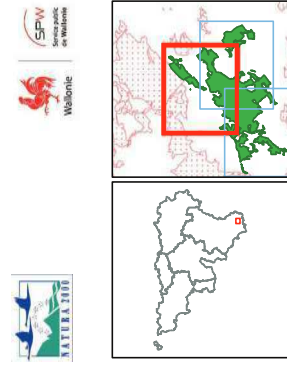 SPW
Service public
de Wallonie
Wallonie
NATURA 2000